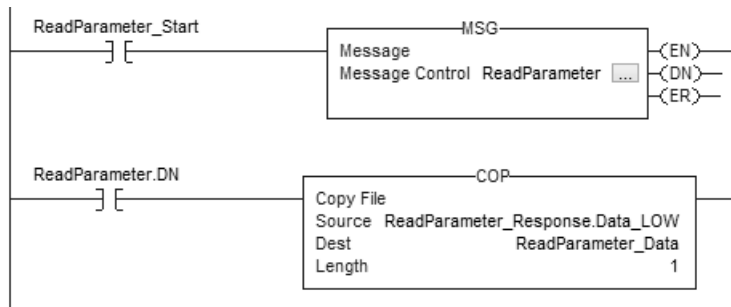 ReadParameter_Start
MSG
Message
Message Control ReadParameter ...
EN
DN
ER
ReadParameter.DN
COP
Copy File
Source ReadParameter_Response.Data_LOW
Dest ReadParameter_Data
Length 1